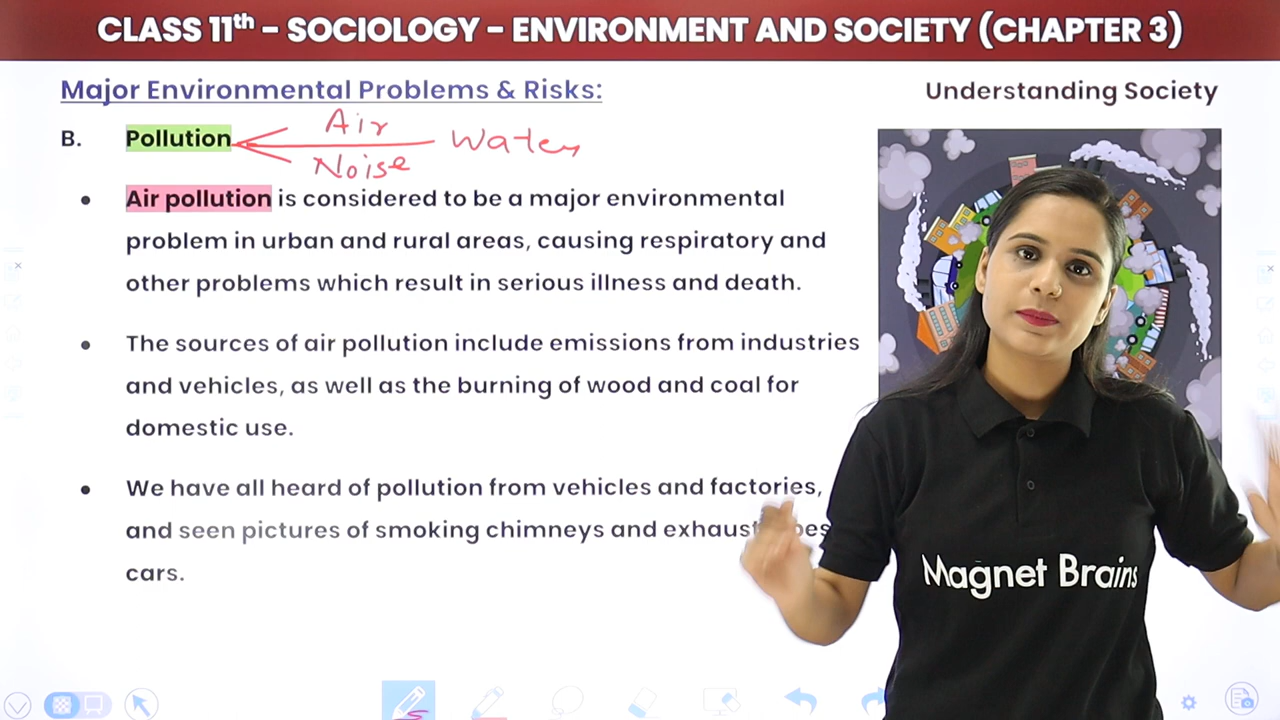 CLASS 11th - SOCIOLOGY - ENVIRONMENT AND SOCIETY (CHAPTER 3)
Major Environmental Problems & Risks:
Understanding Society
B. Pollution
Air
Water
Noise
• Air pollution is considered to be a major environmental
problem in urban and rural areas, causing respiratory and
other problems which result in serious illness and death.
• The sources of air pollution include emissions from industries
and vehicles, as well as the burning of wood and coal for
domestic use.
• We have all heard of pollution from vehicles and factories,
and seen pictures of smoking chimneys and exhaust
cars.
Magnet Brains